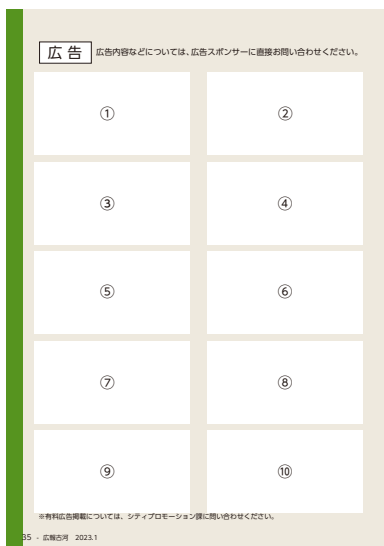 広 告 広告内容などについては、広告スポンサーに直接お問い合わせください。
① ②
③ ④
⑤ ⑥
⑦ ⑧
⑨ ⑩
※有料広告掲載については、シティプロモーション課に問い合わせください。
35 - 広報古河 2023.1